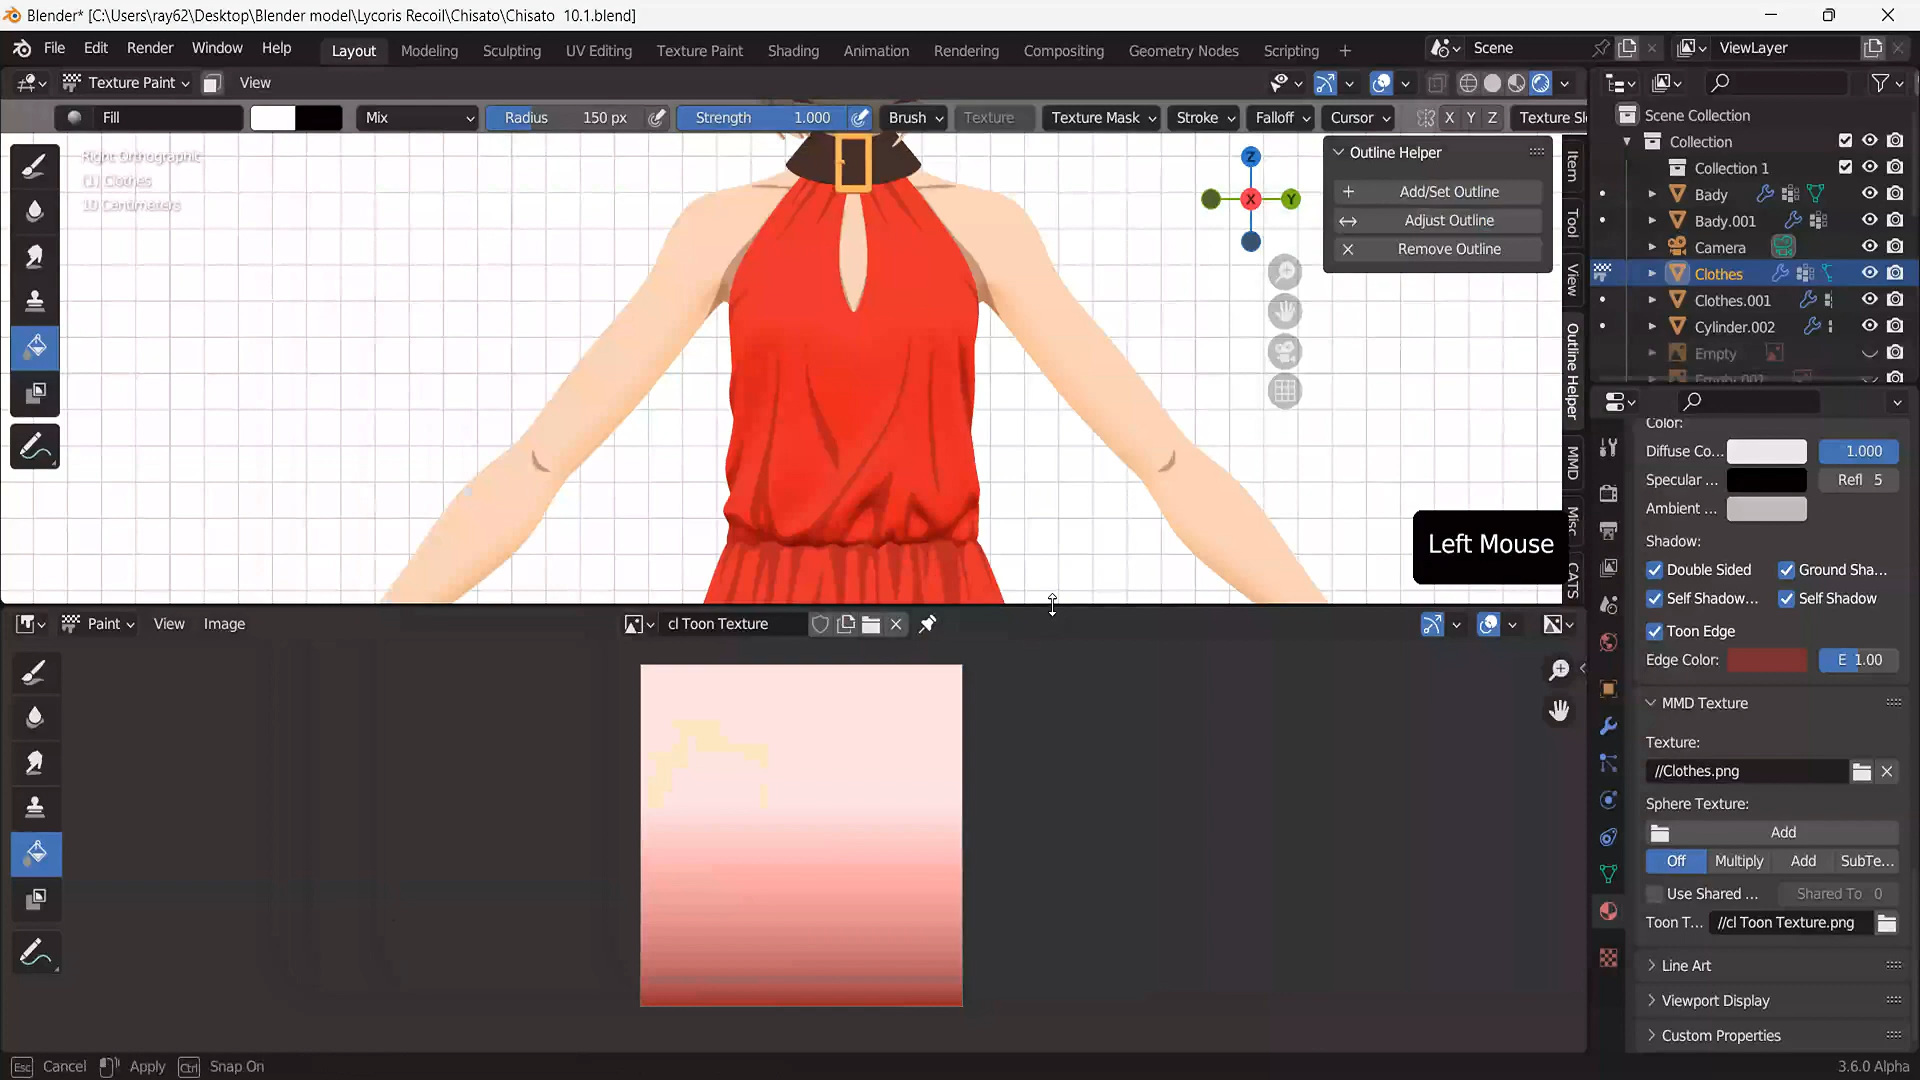 Blender* [C:\Users\ray62\Desktop\Blender model\Lycoris Recoil\Chisato\Chisato  10.1.blend]
File Edit Render Window Help Layout Modeling Sculpting UV Editing Texture Paint Shading Animation Rendering Compositing Geometry Nodes Scripting + Scene ViewLayer
Texture Paint View
Fill Mix Radius 150 px Strength 1.000 Brush Texture Texture Mask Stroke Falloff Cursor X Y Z Texture Sl
Right Orthographic
(1) Clothes
10 Centimeters
Z
X
Y
Outline Helper
Add/Set Outline
Adjust Outline
Remove Outline
Item
Tool
View
Outline Helper
MMD
Misc
CATS
Left Mouse
Scene Collection
Collection
Collection 1
Bady
Bady.001
Camera
Clothes
Clothes.001
Cylinder.002
Empty
Empty.001
Color:
Diffuse Co... 1.000
Specular ... Refl 5
Ambient ...
Shadow:
Double Sided Ground Sha...
Self Shadow... Self Shadow
Toon Edge
Edge Color: E 1.00
MMD Texture
Texture:
//Clothes.png
Sphere Texture:
Add
Off Multiply Add SubTe...
Use Shared ... Shared To 0
Toon T... //cl Toon Texture.png
Line Art
Viewport Display
Custom Properties
Paint View Image cl Toon Texture
Esc Cancel Apply Ctrl Snap On
3.6.0 Alpha